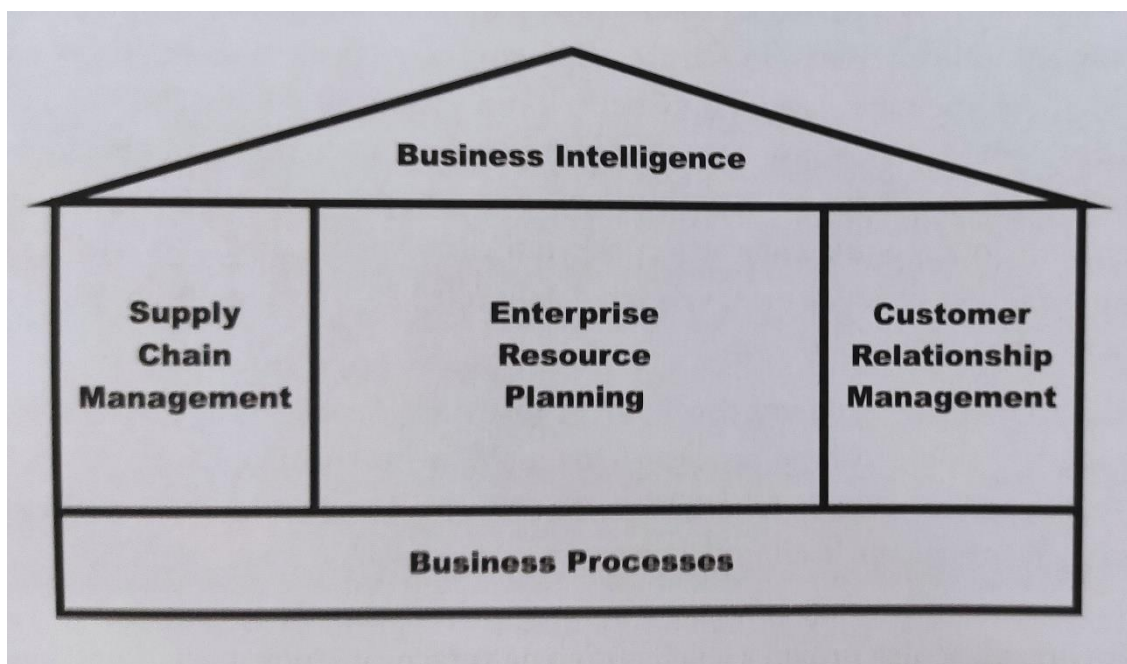 Business Intelligence
Supply
Chain
Management
Enterprise
Resource
Planning
Customer
Relationship
Management
Business Processes